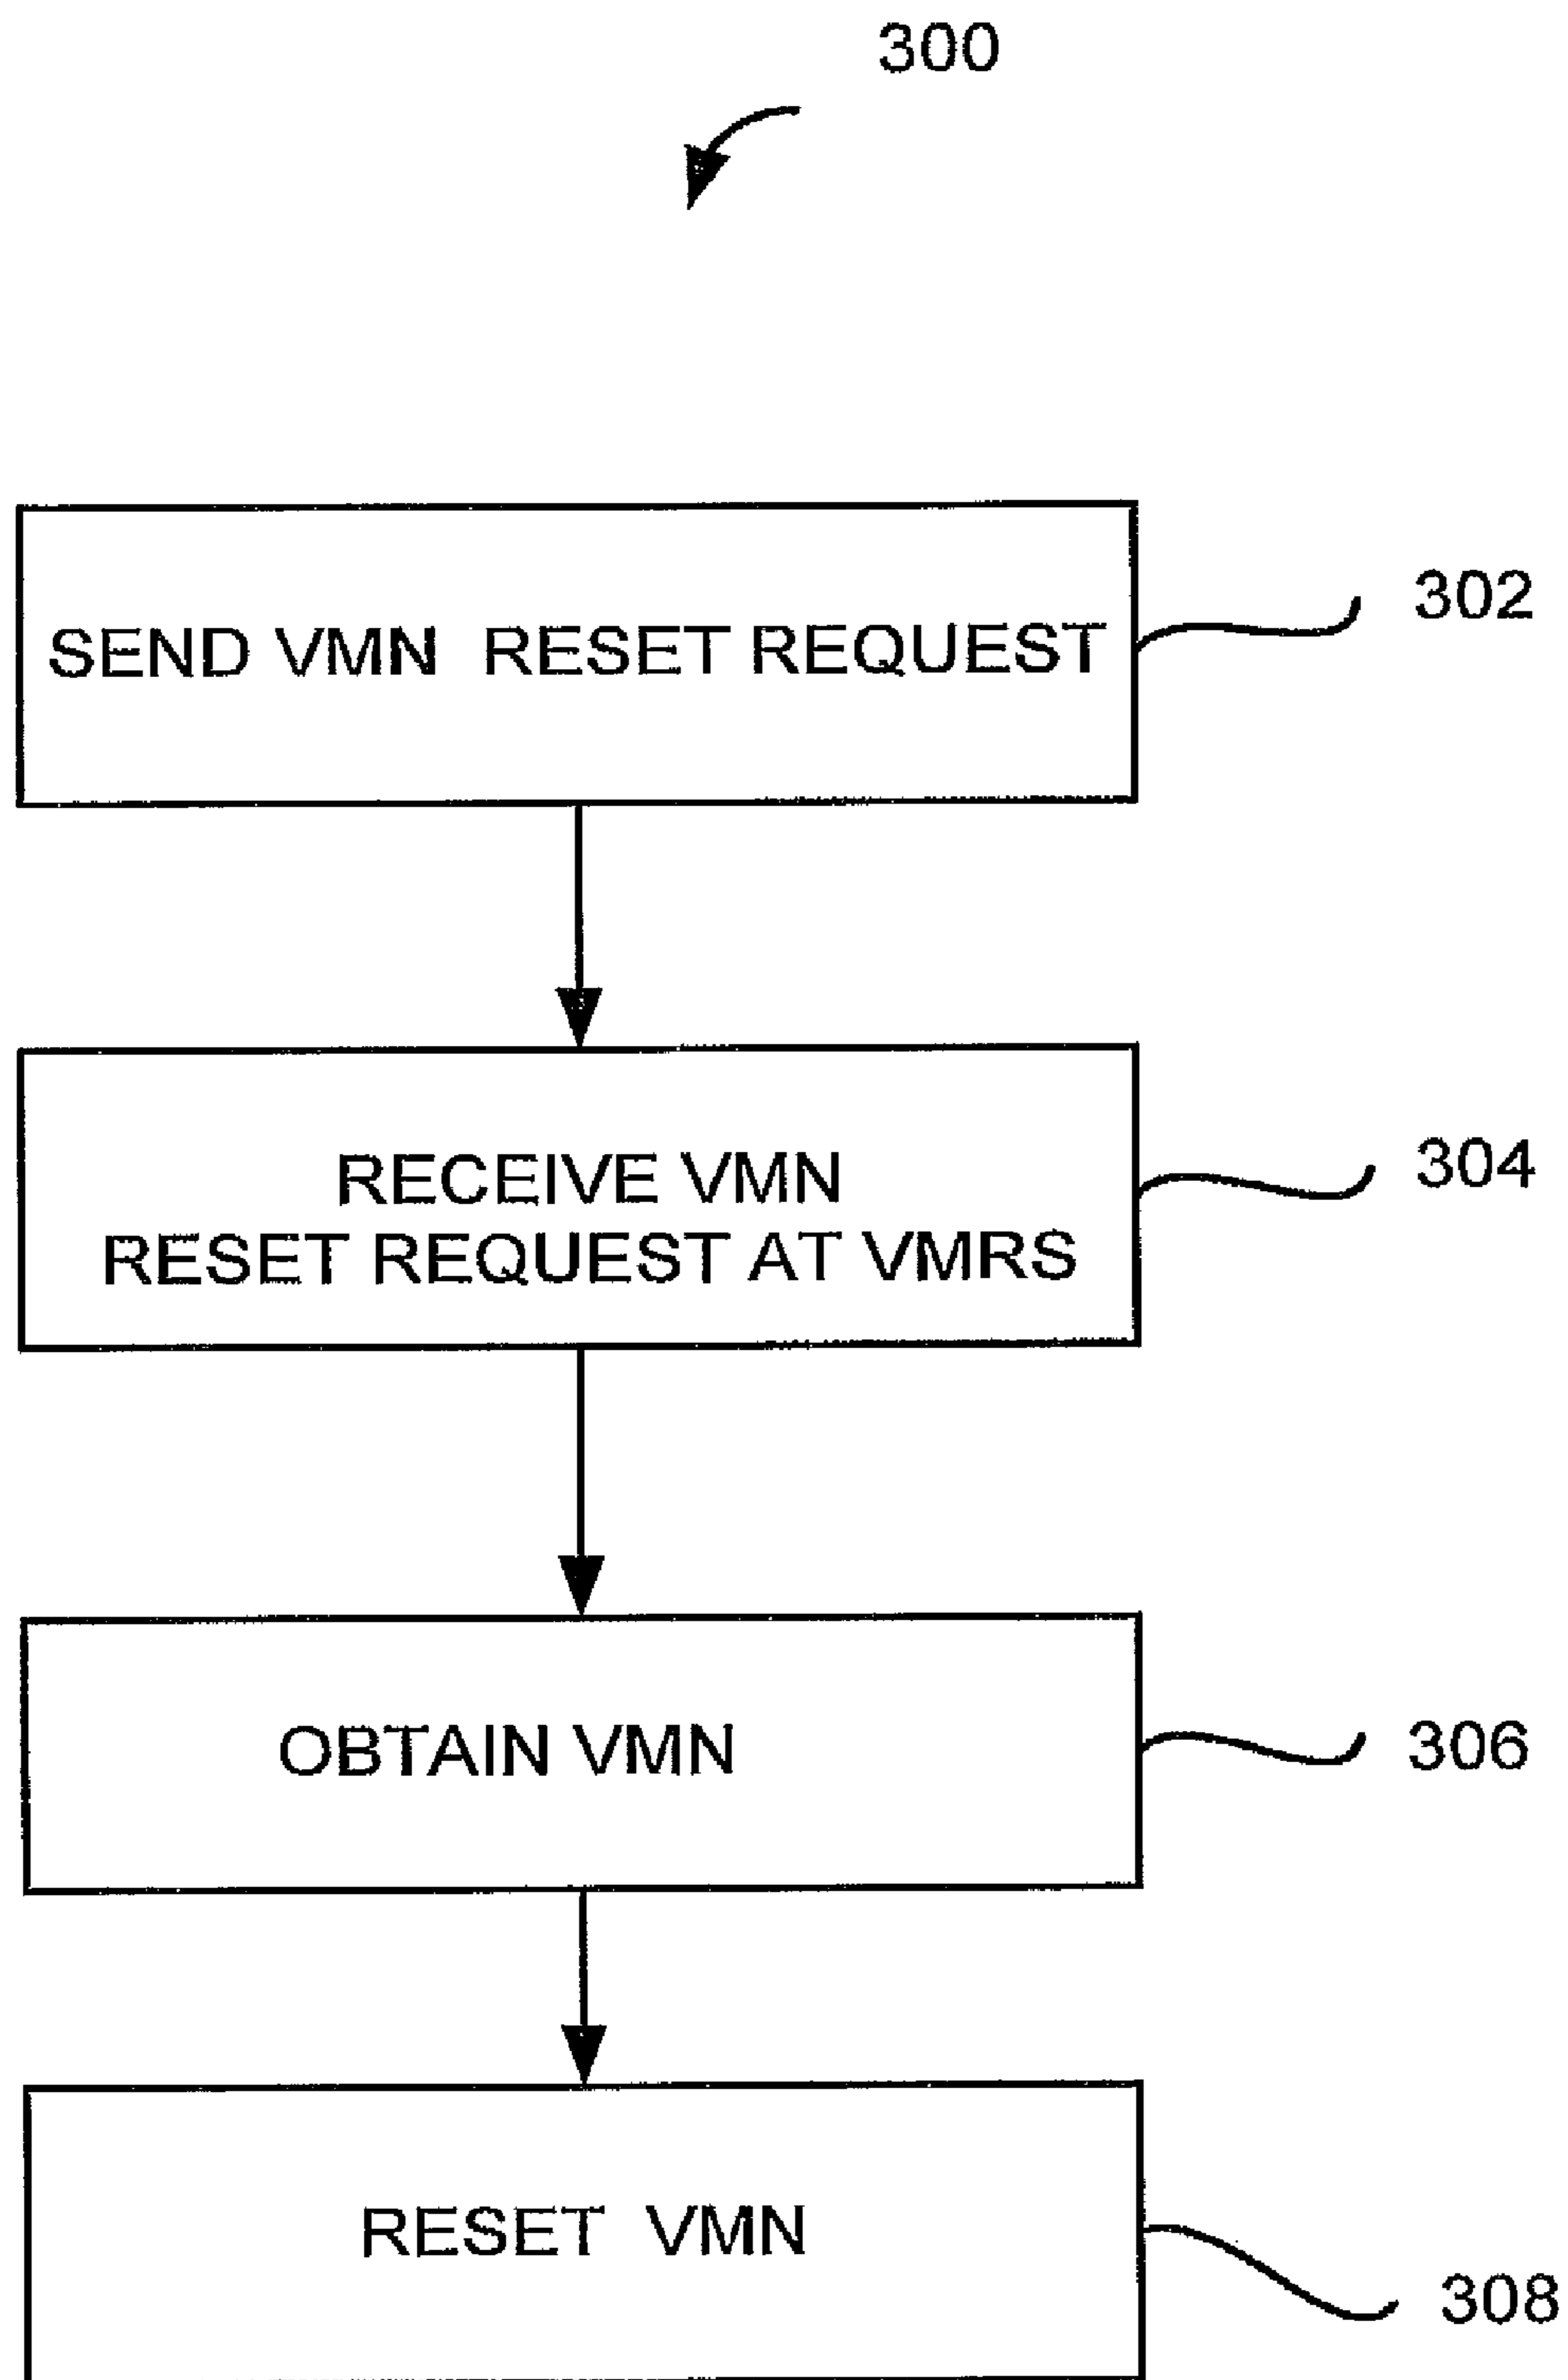 300
SEND VMN RESET REQUEST
302
RECEIVE VMN
RESET REQUEST AT VMRS
304
OBTAIN VMN
306
RESET VMN
308